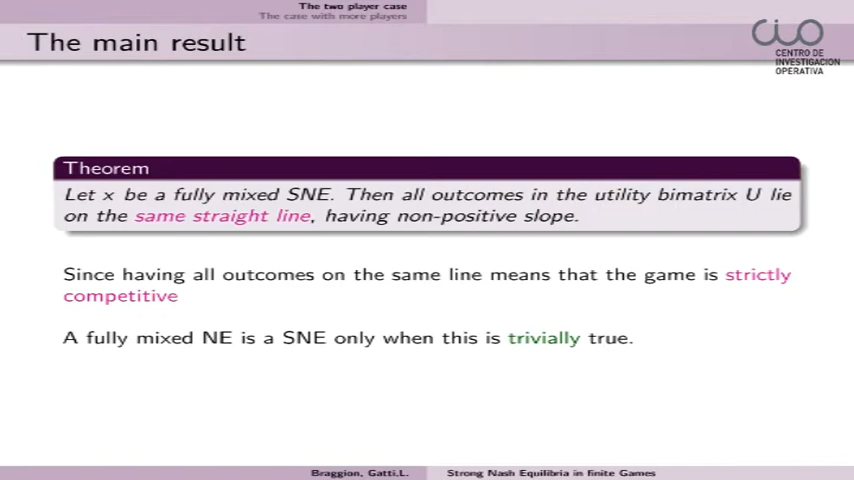 The two player case
The case with more players
The main result
CIO
CENTRO DE
INVESTIGACION
OPERATIVA
Theorem
Let x be a fully mixed SNE. Then all outcomes in the utility bimatrix U lie
on the same straight line, having non-positive slope.
Since having all outcomes on the same line means that the game is strictly
competitive
A fully mixed NE is a SNE only when this is trivially true.
Braggion, Gatti,L. Strong Nash Equilibria in finite Games